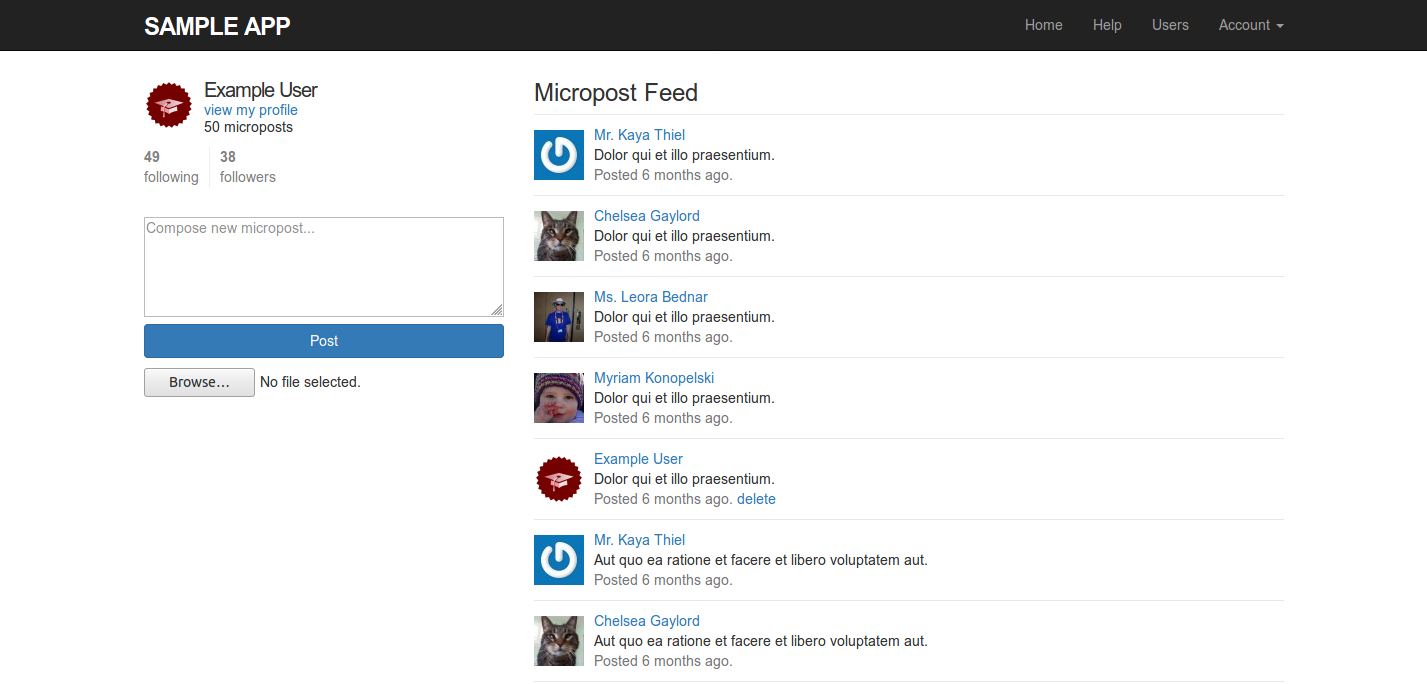 SAMPLE APP
Home Help Users Account
Example User
view my profile
50 microposts
49
following
38
followers
Compose new micropost...
Post
Browse... No file selected.
Micropost Feed
Mr. Kaya Thiel
Dolor qui et illo praesentium.
Posted 6 months ago.
Chelsea Gaylord
Dolor qui et illo praesentium.
Posted 6 months ago.
Ms. Leora Bednar
Dolor qui et illo praesentium.
Posted 6 months ago.
Myriam Konopelski
Dolor qui et illo praesentium.
Posted 6 months ago.
Example User
Dolor qui et illo praesentium.
Posted 6 months ago. delete
Mr. Kaya Thiel
Aut quo ea ratione et facere et libero voluptatem aut.
Posted 6 months ago.
Chelsea Gaylord
Aut quo ea ratione et facere et libero voluptatem aut.
Posted 6 months ago.